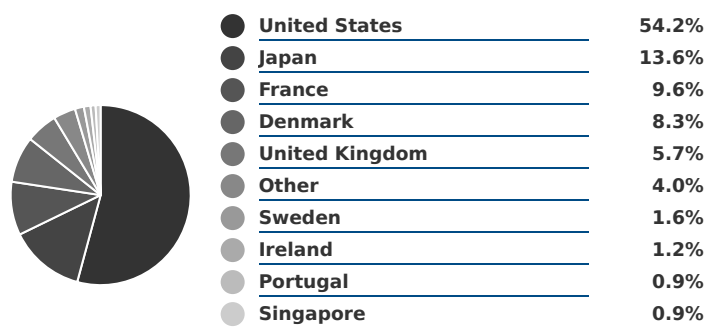 United States 54.2%
Japan 13.6%
France 9.6%
Denmark 8.3%
United Kingdom 5.7%
Other 4.0%
Sweden 1.6%
Ireland 1.2%
Portugal 0.9%
Singapore 0.9%